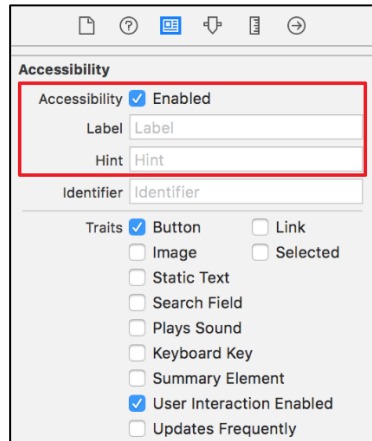 Accessibility
Accessibility Enabled
Label Label
Hint Hint
Identifier Identifier
Traits Button Link
Image Selected
Static Text
Search Field
Plays Sound
Keyboard Key
Summary Element
User Interaction Enabled
Updates Frequently